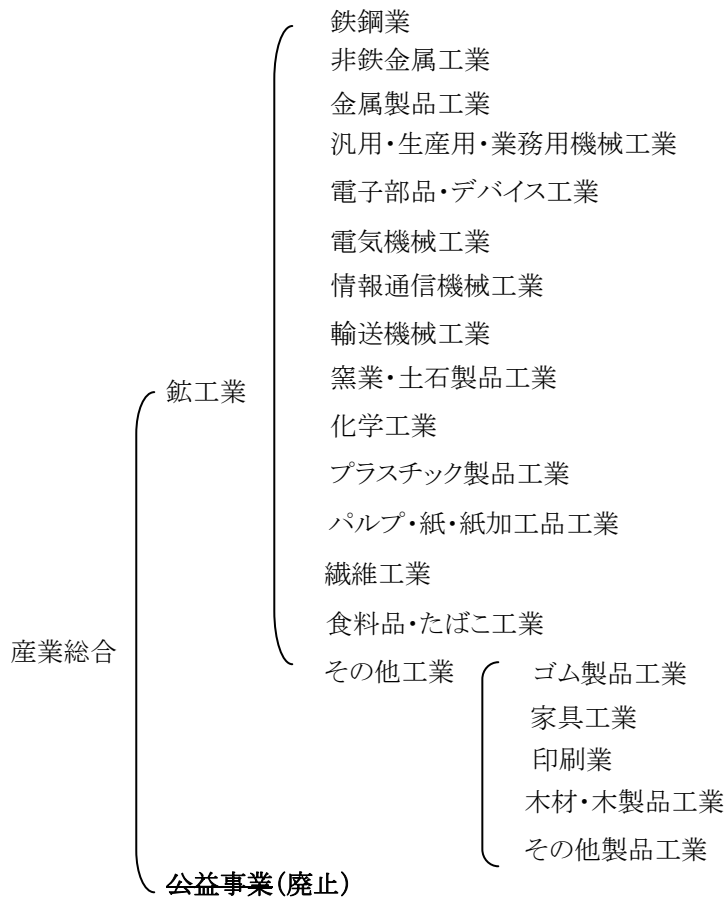 鉄鋼業
非鉄金属工業
金属製品工業
汎用・生産用・業務用機械工業
電子部品・デバイス工業
電気機械工業
情報通信機械工業
輸送機械工業
窯業・土石製品工業
鉱工業
化学工業
プラスチック製品工業
パルプ・紙・紙加工品工業
繊維工業
食料品・たばこ工業
産業総合
その他工業
ゴム製品工業
家具工業
印刷業
木材・木製品工業
その他製品工業
公益事業(廃止)